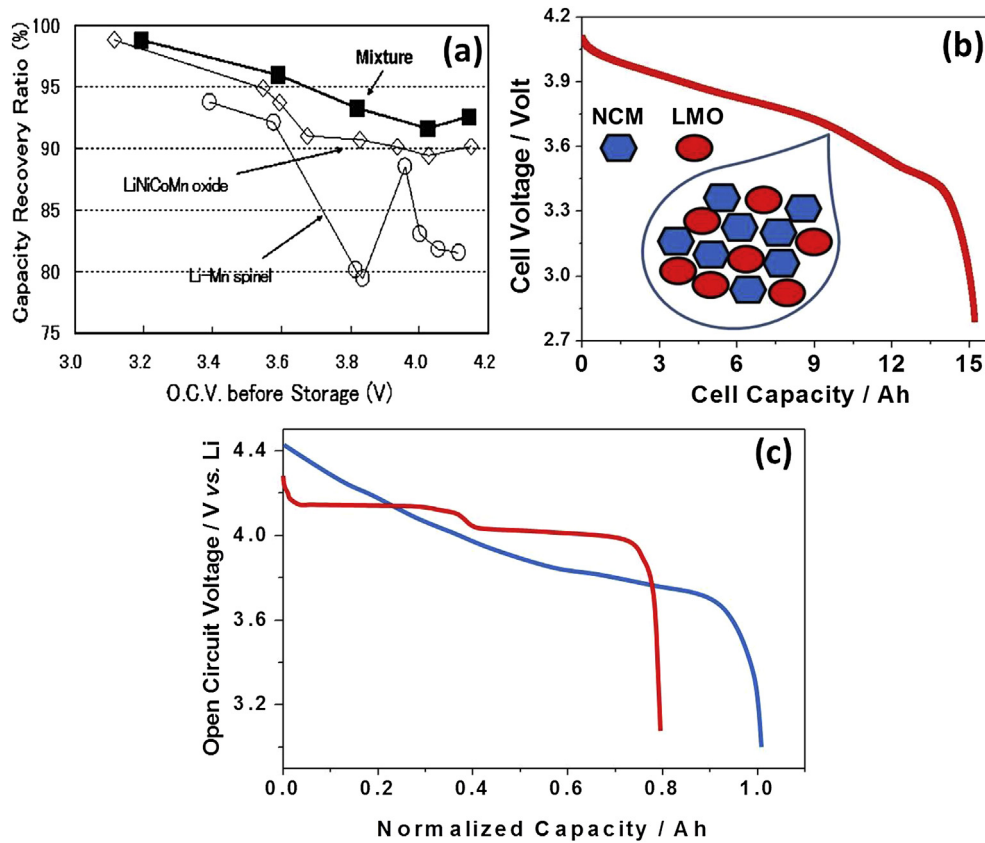 (a)
Capacity Recovery Ratio (%)
100
95
90
85
80
75
Mixture
LiNiCoMn oxide
Li-Mn spinel
3.0 3.2 3.4 3.6 3.8 4.0 4.2
O.C.V. before Storage (V)
(b)
Cell Voltage / Volt
3.9
3.6
3.3
3.0
2.7
NCM LMO
0 3 6 9 12 15
Cell Capacity / Ah
(c)
Open Circuit Voltage / V vs. Li
4.4
4.0
3.6
3.2
0.0 0.2 0.4 0.6 0.8 1.0
Normalized Capacity / Ah